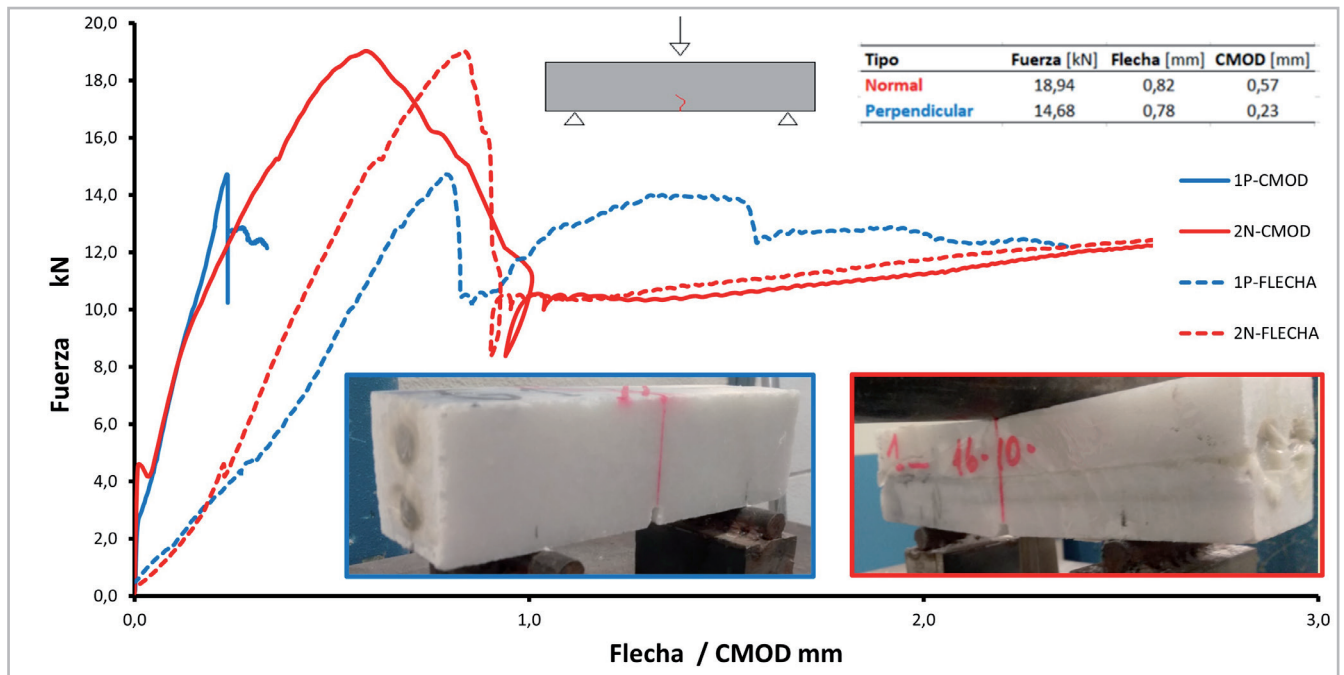 20,0
18,0
16,0
14,0
12,0
10,0
8,0
6,0
4,0
2,0
0,0
kN
Fuerza
0,0 1,0 2,0 3,0
Flecha / CMOD mm
Tipo Fuerza [kN] Flecha [mm] CMOD [mm]
Normal 18,94 0,82 0,57
Perpendicular 14,68 0,78 0,23
1P-CMOD
2N-CMOD
1P-FLECHA
2N-FLECHA
16.10.